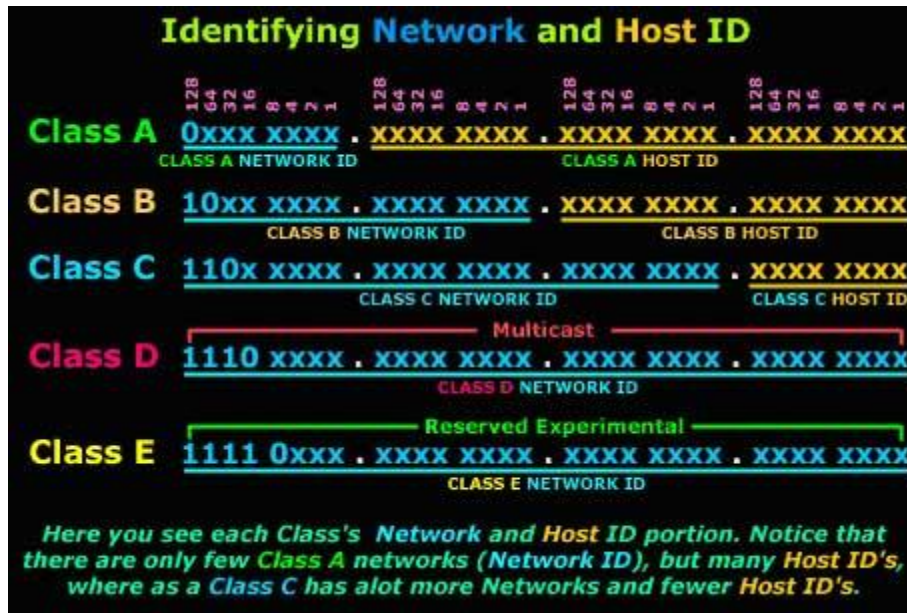 Identifying Network and Host ID
128 64 32 16 8 4 2 1 128 64 32 16 8 4 2 1 128 64 32 16 8 4 2 1 128 64 32 16 8 4 2 1
Class A 0xxx xxxx . xxxx xxxx . xxxx xxxx . xxxx xxxx
CLASS A NETWORK ID CLASS A HOST ID
Class B 10xx xxxx . xxxx xxxx . xxxx xxxx . xxxx xxxx
CLASS B NETWORK ID CLASS B HOST ID
Class C 110x xxxx . xxxx xxxx . xxxx xxxx . xxxx xxxx
CLASS C NETWORK ID CLASS C HOST ID
Multicast
Class D 1110 xxxx . xxxx xxxx . xxxx xxxx . xxxx xxxx
CLASS D NETWORK ID
Reserved Experimental
Class E 1111 0xxx . xxxx xxxx . xxxx xxxx . xxxx xxxx
CLASS E NETWORK ID
Here you see each Class's Network and Host ID portion. Notice that
there are only few Class A networks (Network ID), but many Host ID's,
where as a Class C has alot more Networks and fewer Host ID's.